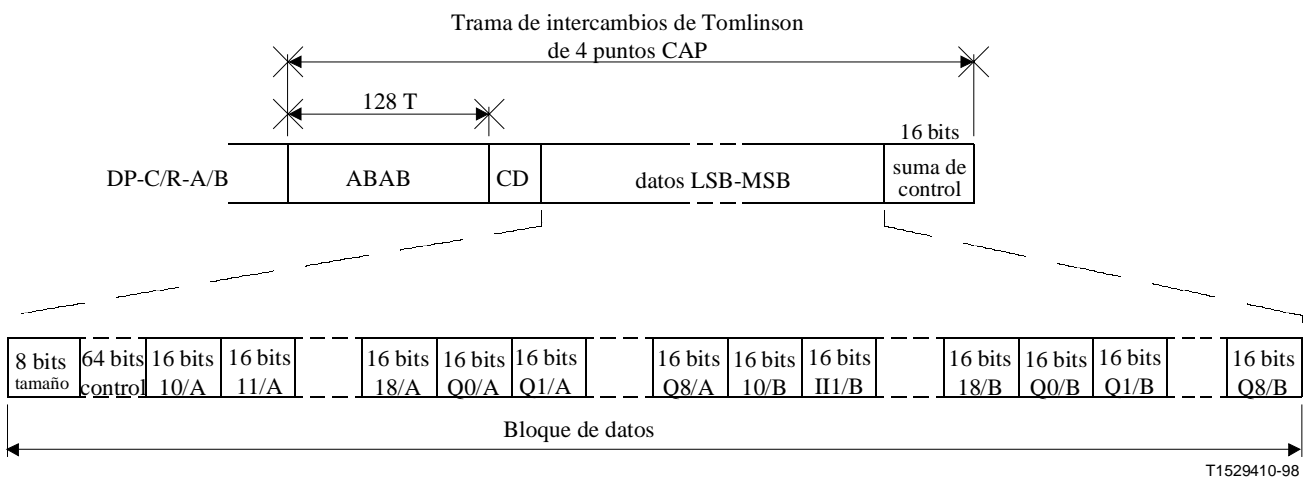 Trama de intercambios de Tomlinson
de 4 puntos CAP
128 T
16 bits
DP-C/R-A/B
ABAB
CD
datos LSB-MSB
suma de
control
8 bits
tamaño
64 bits
control
16 bits
10/A
16 bits
11/A
16 bits
18/A
16 bits
Q0/A
16 bits
Q1/A
16 bits
Q8/A
16 bits
10/B
16 bits
II1/B
16 bits
18/B
16 bits
Q0/B
16 bits
Q1/B
16 bits
Q8/B
Bloque de datos
T1529410-98